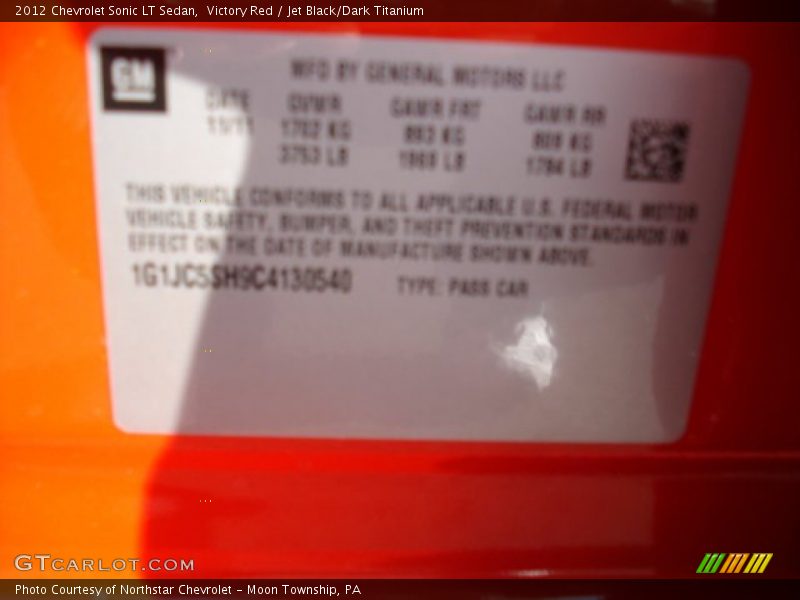 2012 Chevrolet Sonic LT Sedan, Victory Red / Jet Black/Dark Titanium
GM
MFD BY GENERAL MOTORS LLC
DATE GVWR GAWR FRT GAWR RR
11/11 1702 KG 893 KG 809 KG
3753 LB 1969 LB 1784 LB
THIS VEHICLE CONFORMS TO ALL APPLICABLE U.S. FEDERAL MOTOR
VEHICLE SAFETY, BUMPER, AND THEFT PREVENTION STANDARDS IN
EFFECT ON THE DATE OF MANUFACTURE SHOWN ABOVE.
1G1JC5SH9C4130540 TYPE: PASS CAR
GTCARLOT.COM
Photo Courtesy of Northstar Chevrolet - Moon Township, PA